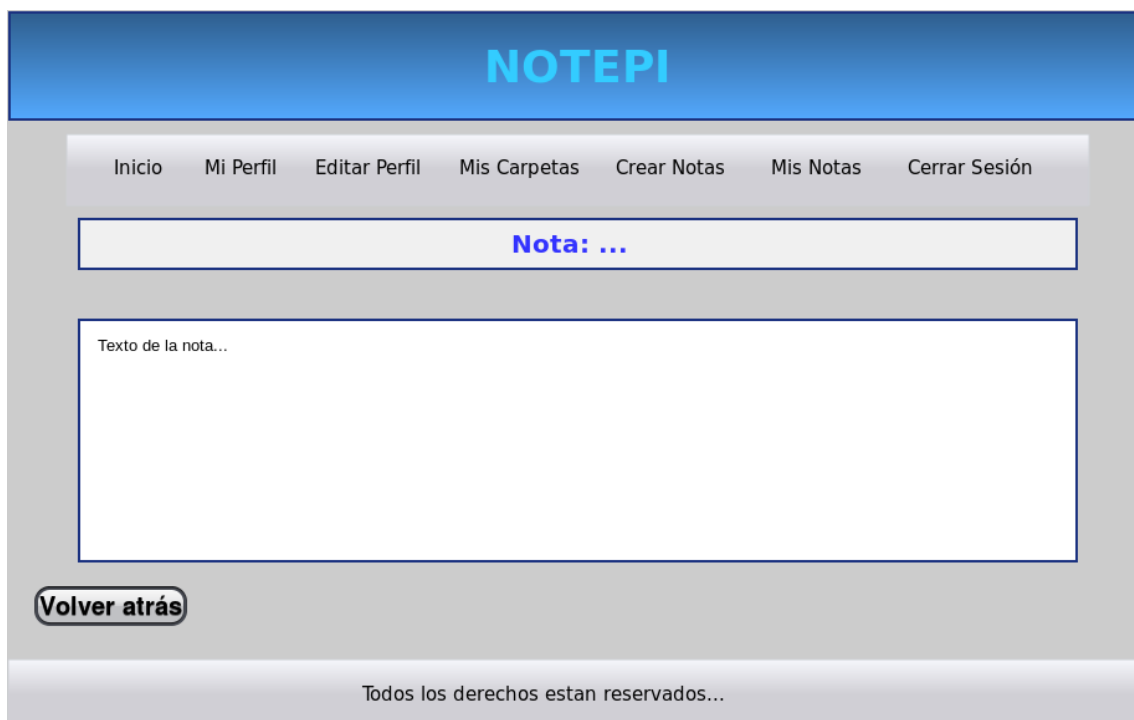 NOTEPI
Inicio Mi Perfil Editar Perfil Mis Carpetas Crear Notas Mis Notas Cerrar Sesión
Nota: ...
Texto de la nota...
Volver atrás
Todos los derechos estan reservados...